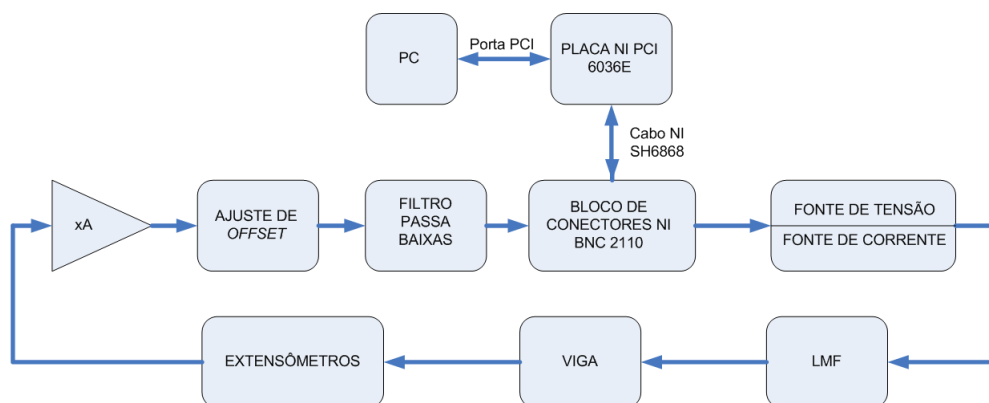 PC
Porta PCI
PLACA NI PCI
6036E
Cabo NI
SH6868
xA
AJUSTE DE
OFFSET
FILTRO
PASSA
BAIXAS
BLOCO DE
CONECTORES NI
BNC 2110
FONTE DE TENSÃO
FONTE DE CORRENTE
EXTENSÔMETROS
VIGA
LMF